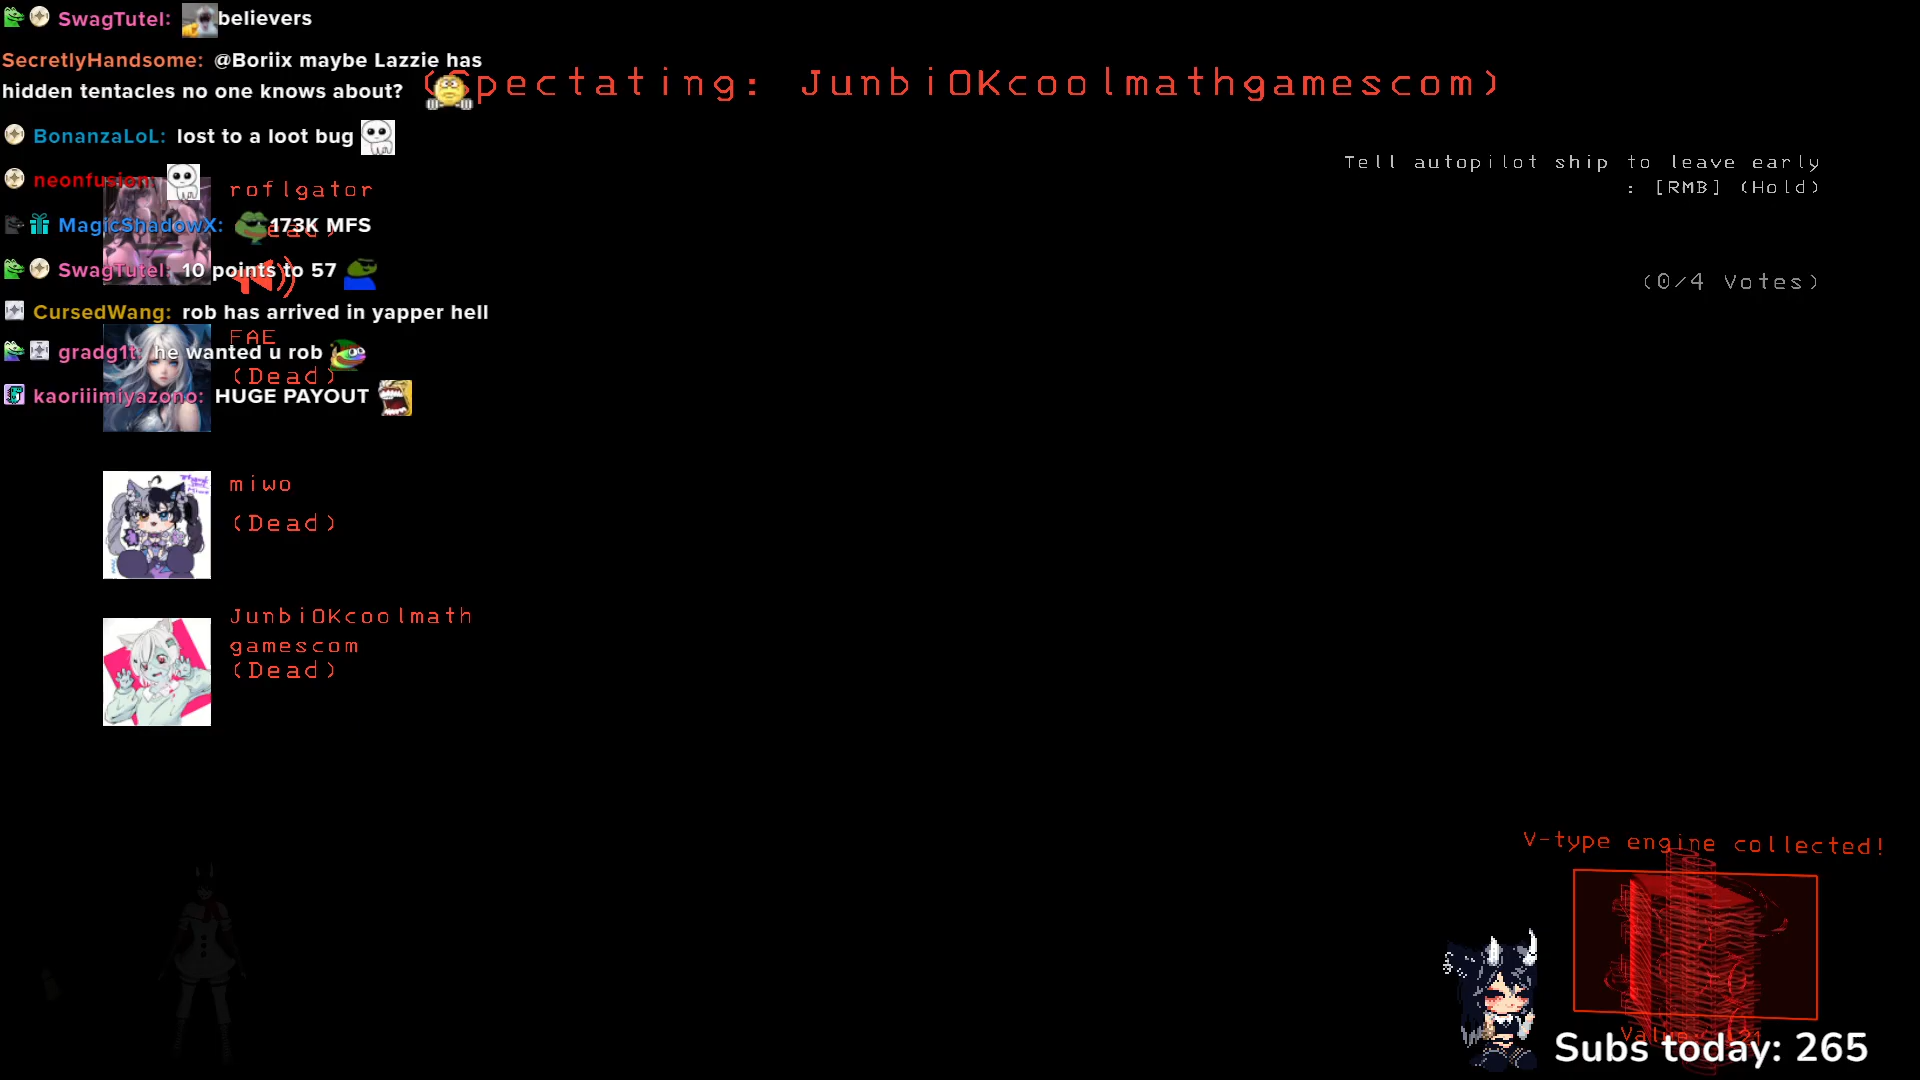 SwagTutel: believers
SecretlyHandsome: @Boriix maybe Lazzie has
hidden tentacles no one knows about?
(Spectating: JunbiOKcoolmathgamescom)
BonanzaLoL: lost to a loot bug
Tell autopilot ship to leave early
: [RMB] (Hold)
neonfusion:
roflgator
MagicShadowX: 173K MFS
(Dead)
SwagTutel: 10 points to 57
(0/4 Votes)
CursedWang: rob has arrived in yapper hell
FAE
gradg1t: he wanted u rob
(Dead)
kaoriiimiyazono: HUGE PAYOUT
miwo
(Dead)
JunbiOKcoolmath
gamescom
(Dead)
V-type engine collected!
Subs today: 265